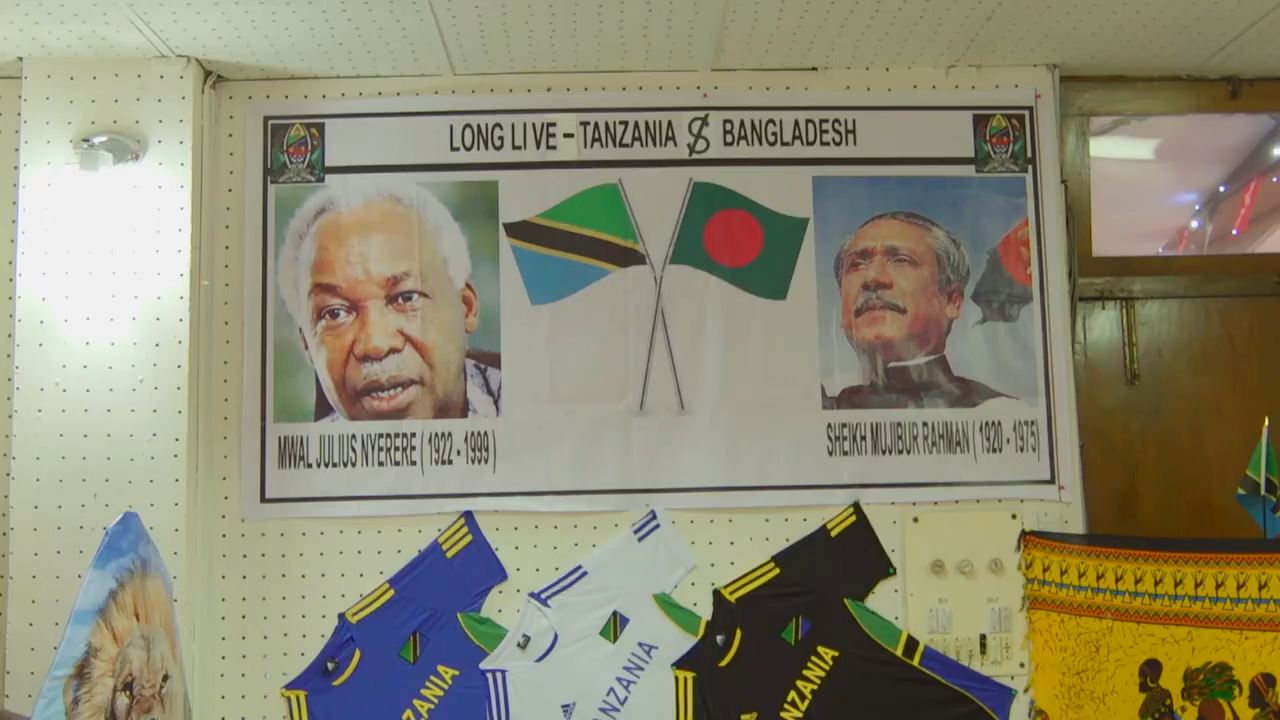 LONG LIVE – TANZANIA & BANGLADESH
MWAL JULIUS NYERERE ( 1922 - 1999 )
SHEIKH MUJIBUR RAHMAN ( 1920 - 1975)
ZANIA
ANZANIA
NZANIA